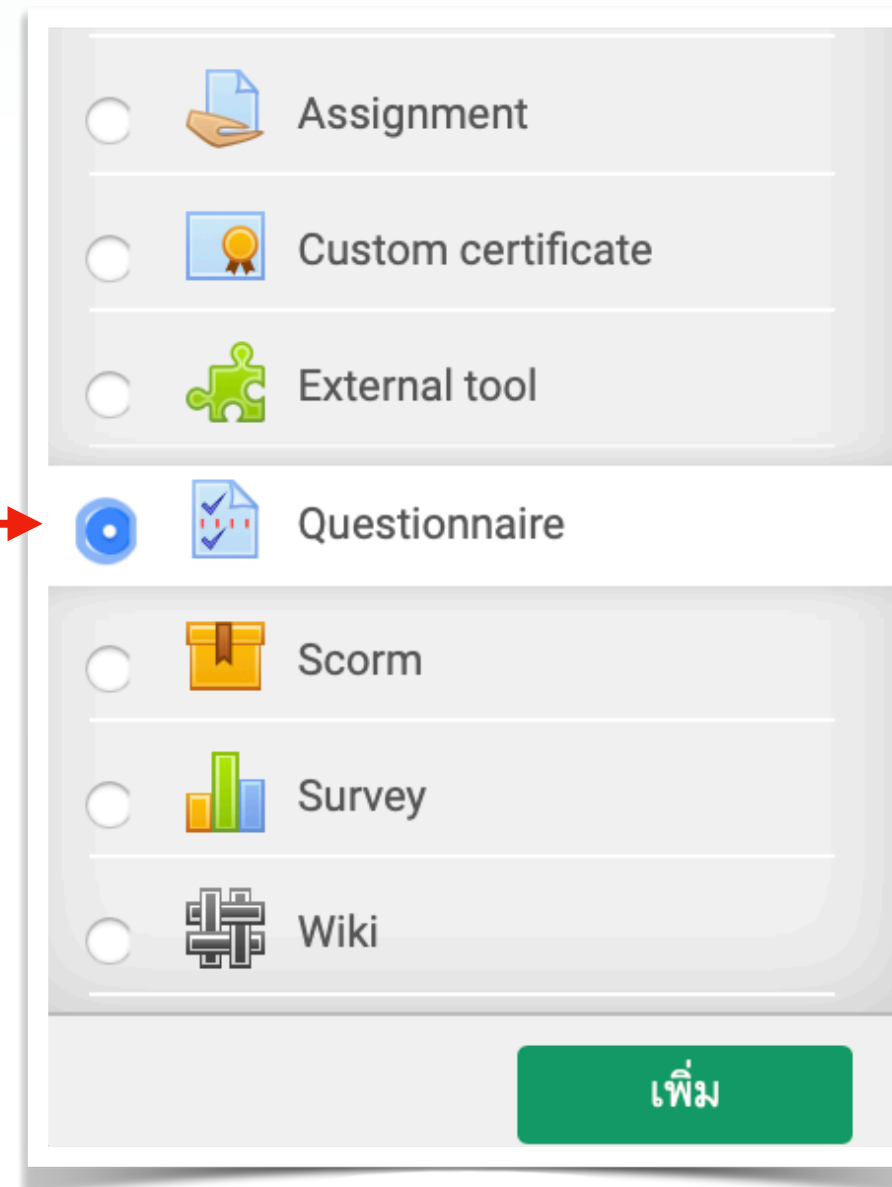 Assignment
Custom certificate
External tool
Questionnaire
Scorm
Survey
Wiki
เพิ่ม